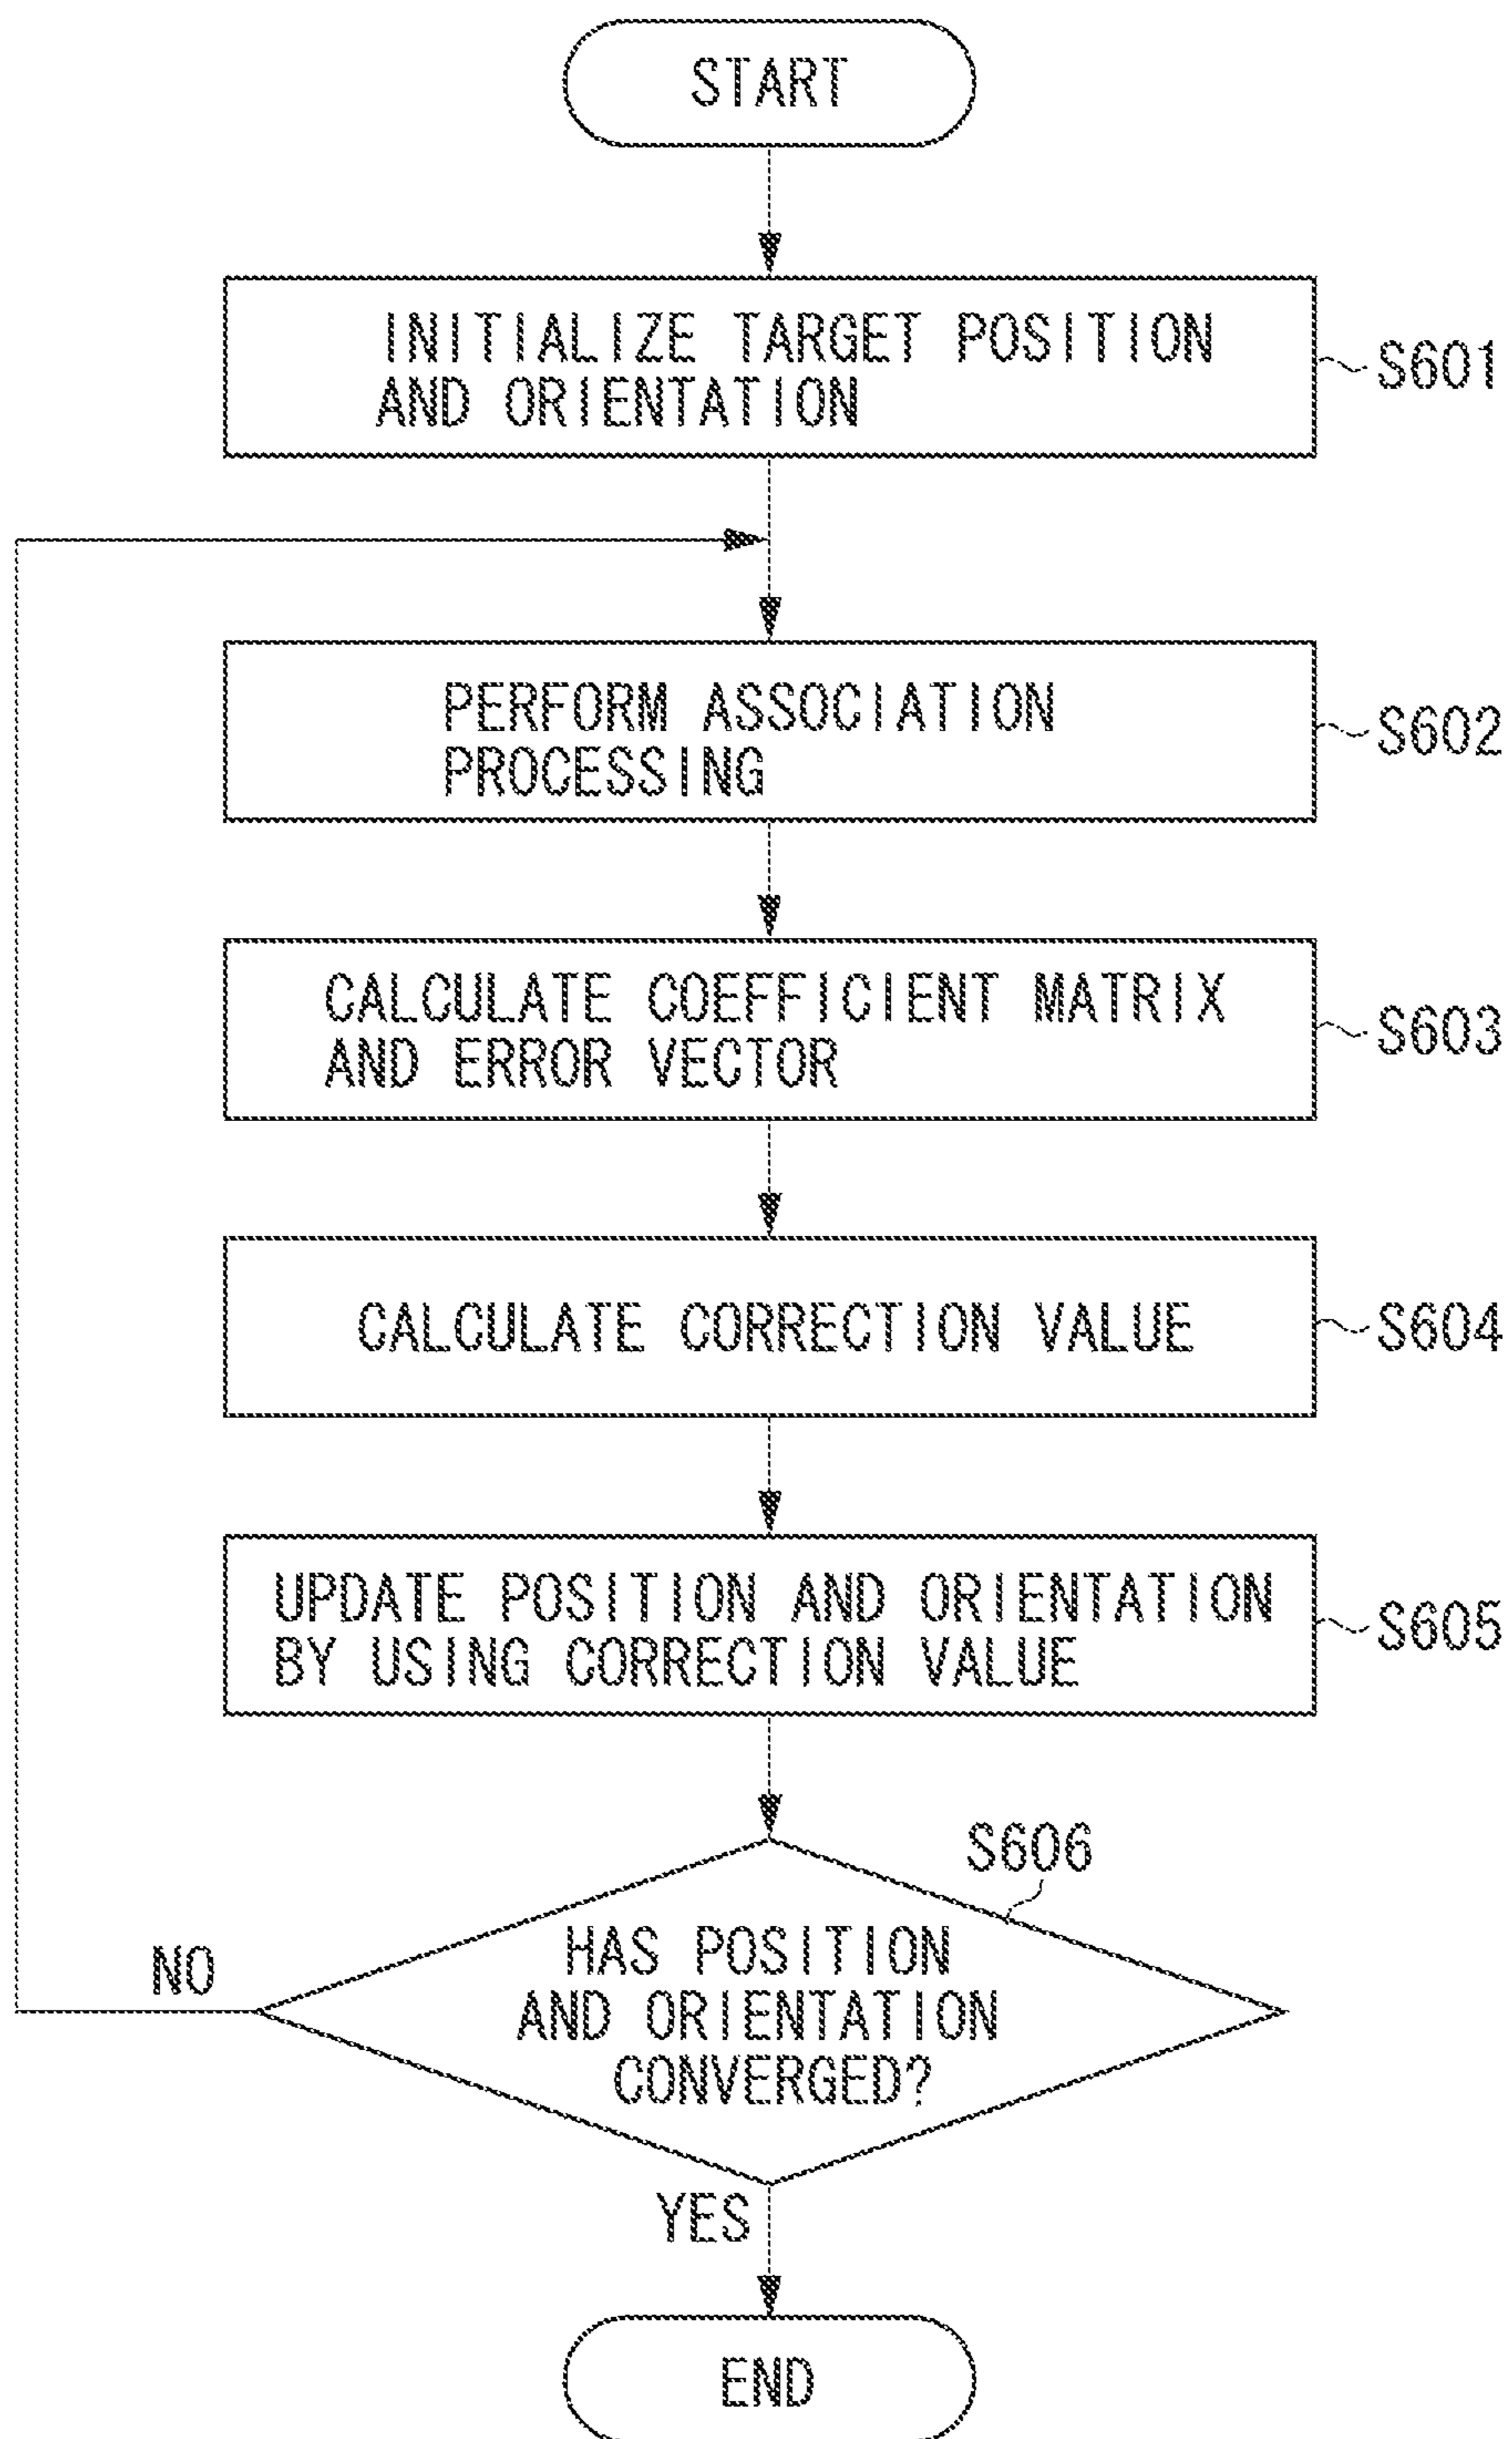 START
INITIALIZE TARGET POSITION
AND ORIENTATION
S601
PERFORM ASSOCIATION
PROCESSING
S602
CALCULATE COEFFICIENT MATRIX
AND ERROR VECTOR
S603
CALCULATE CORRECTION VALUE
S604
UPDATE POSITION AND ORIENTATION
BY USING CORRECTION VALUE
S605
S606
HAS POSITION
AND ORIENTATION
CONVERGED?
NO
YES
END